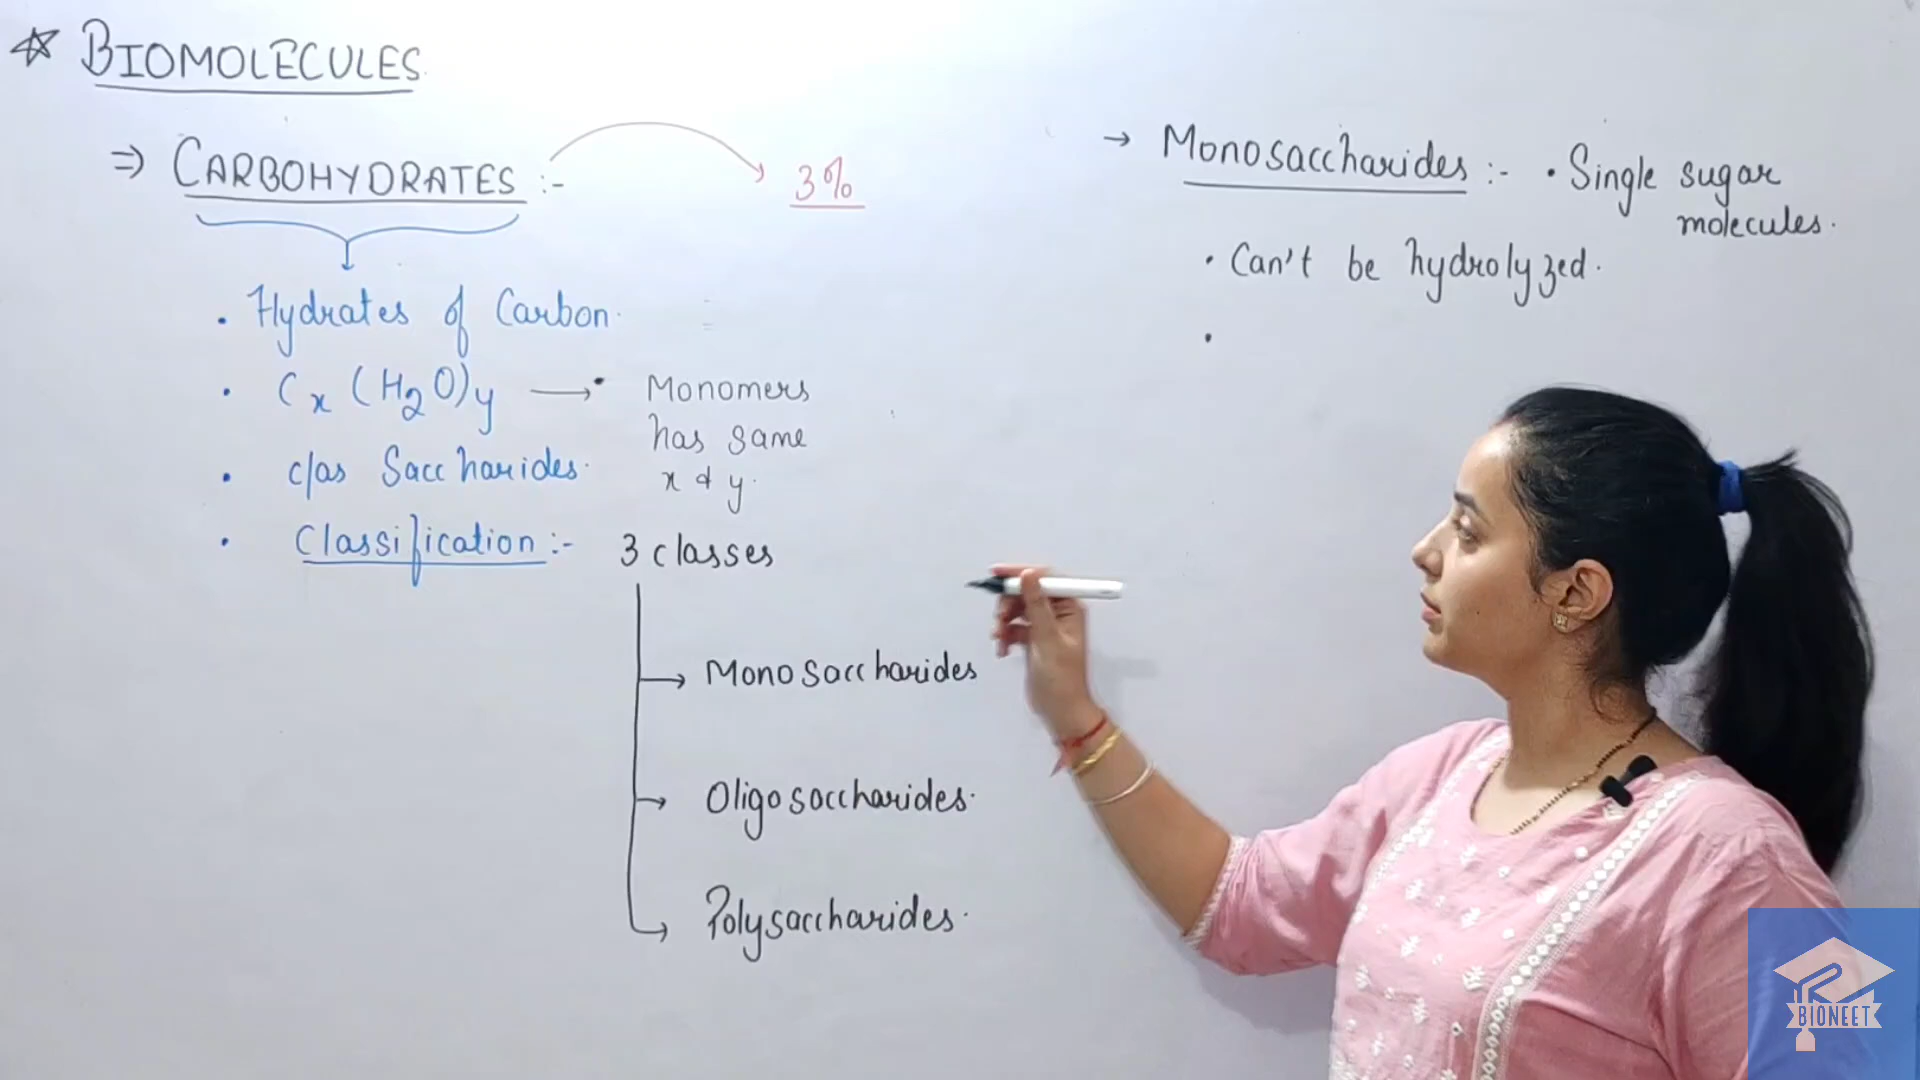 ☆ BIOMOLECULES
⇒ CARBOHYDRATES :-
3%
• Hydrates of Carbon.
• Cx (H2O)y → • Monomers
has same
x & y.
• c/as Saccharides.
• Classification :- 3 classes
→ Monosaccharides
→ Oligosaccharides.
→ Polysaccharides.
→ Monosaccharides :- • Single sugar
molecules.
• Can't be hydrolyzed.
•
BIONEET